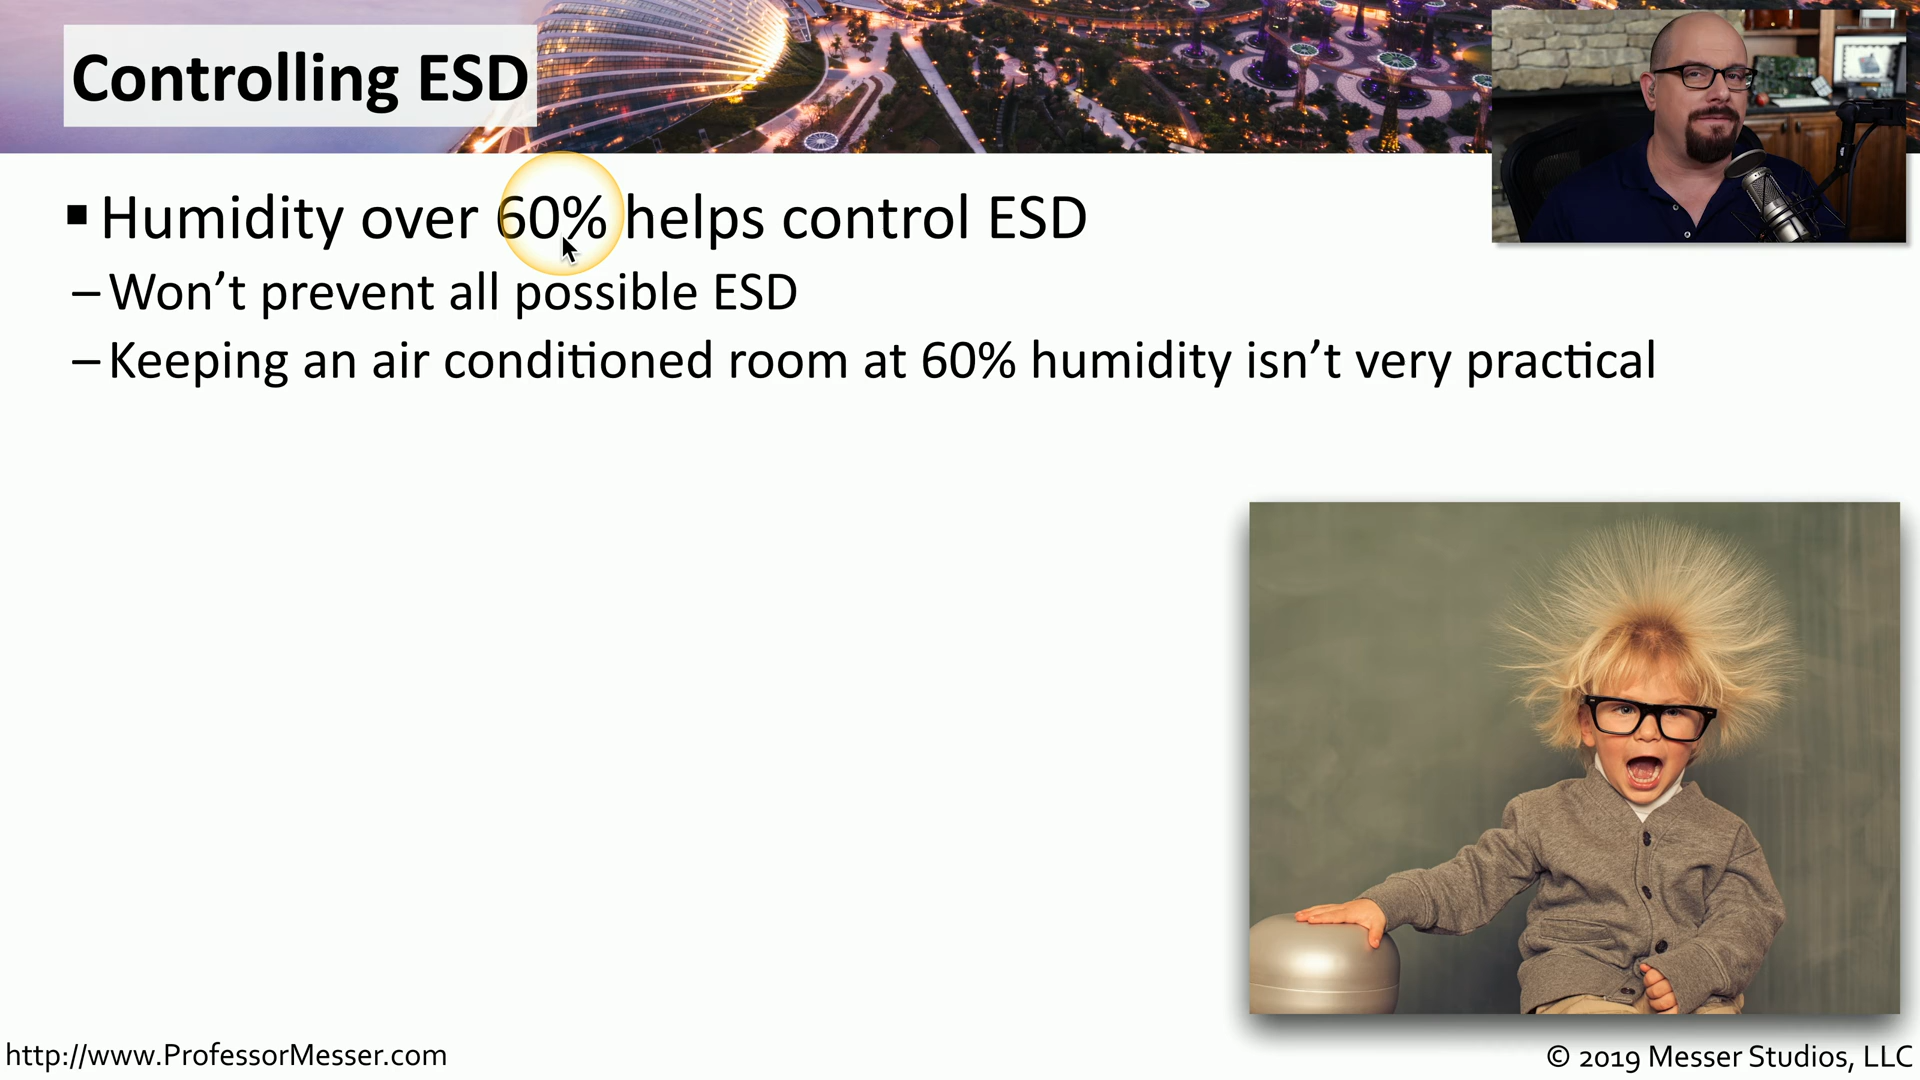 Controlling ESD
▪ Humidity over 60% helps control ESD
– Won’t prevent all possible ESD
– Keeping an air conditioned room at 60% humidity isn’t very practical
http://www.ProfessorMesser.com
© 2019 Messer Studios, LLC